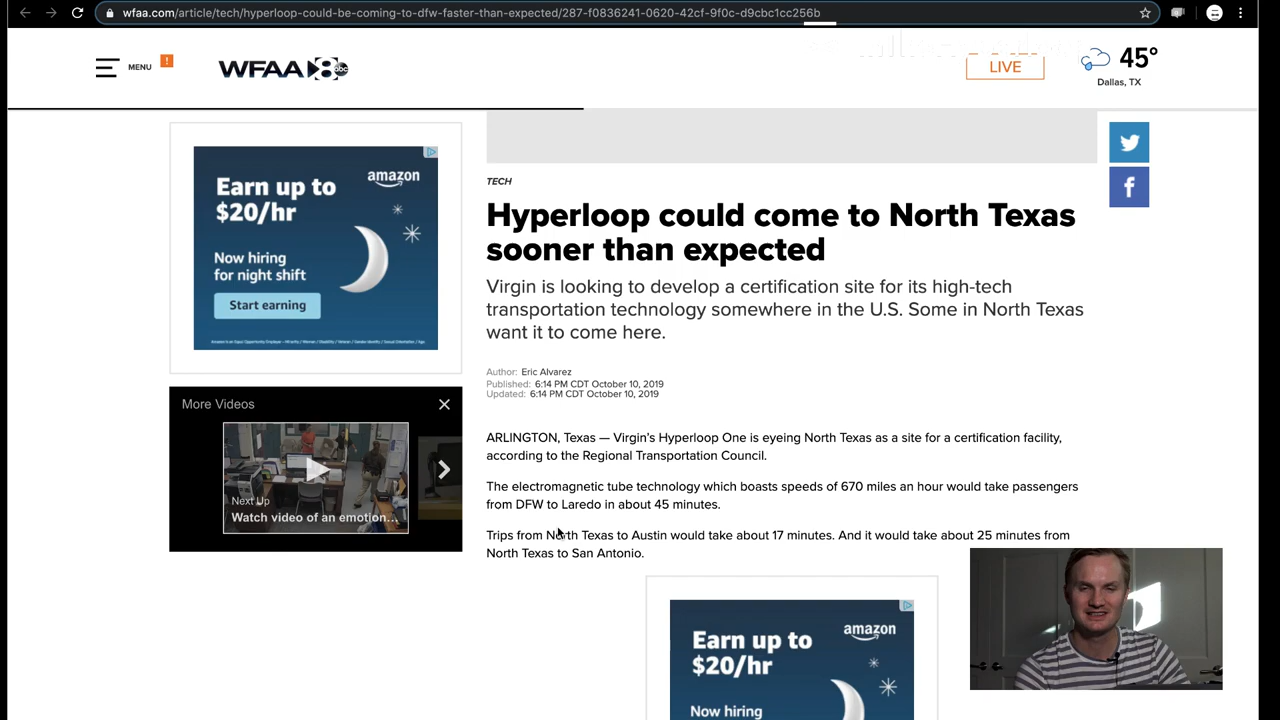 wfaa.com/article/tech/hyperloop-could-be-coming-to-dfw-faster-than-expected/287-f0836241-0620-42cf-9f0c-d9cbc1cc256b
MENU
!
WFAA 8 abc
LIVE
45°
Dallas, TX
amazon
Earn up to
$20/hr
Now hiring
for night shift
Start earning
More Videos
Next Up
Watch video of an emotion...
TECH
Hyperloop could come to North Texas
sooner than expected
Virgin is looking to develop a certification site for its high-tech
transportation technology somewhere in the U.S. Some in North Texas
want it to come here.
Author: Eric Alvarez
Published: 6:14 PM CDT October 10, 2019
Updated: 6:14 PM CDT October 10, 2019
ARLINGTON, Texas — Virgin's Hyperloop One is eyeing North Texas as a site for a certification facility,
according to the Regional Transportation Council.
The electromagnetic tube technology which boasts speeds of 670 miles an hour would take passengers
from DFW to Laredo in about 45 minutes.
Trips from North Texas to Austin would take about 17 minutes. And it would take about 25 minutes from
North Texas to San Antonio.
amazon
Earn up to
$20/hr
Now hiring